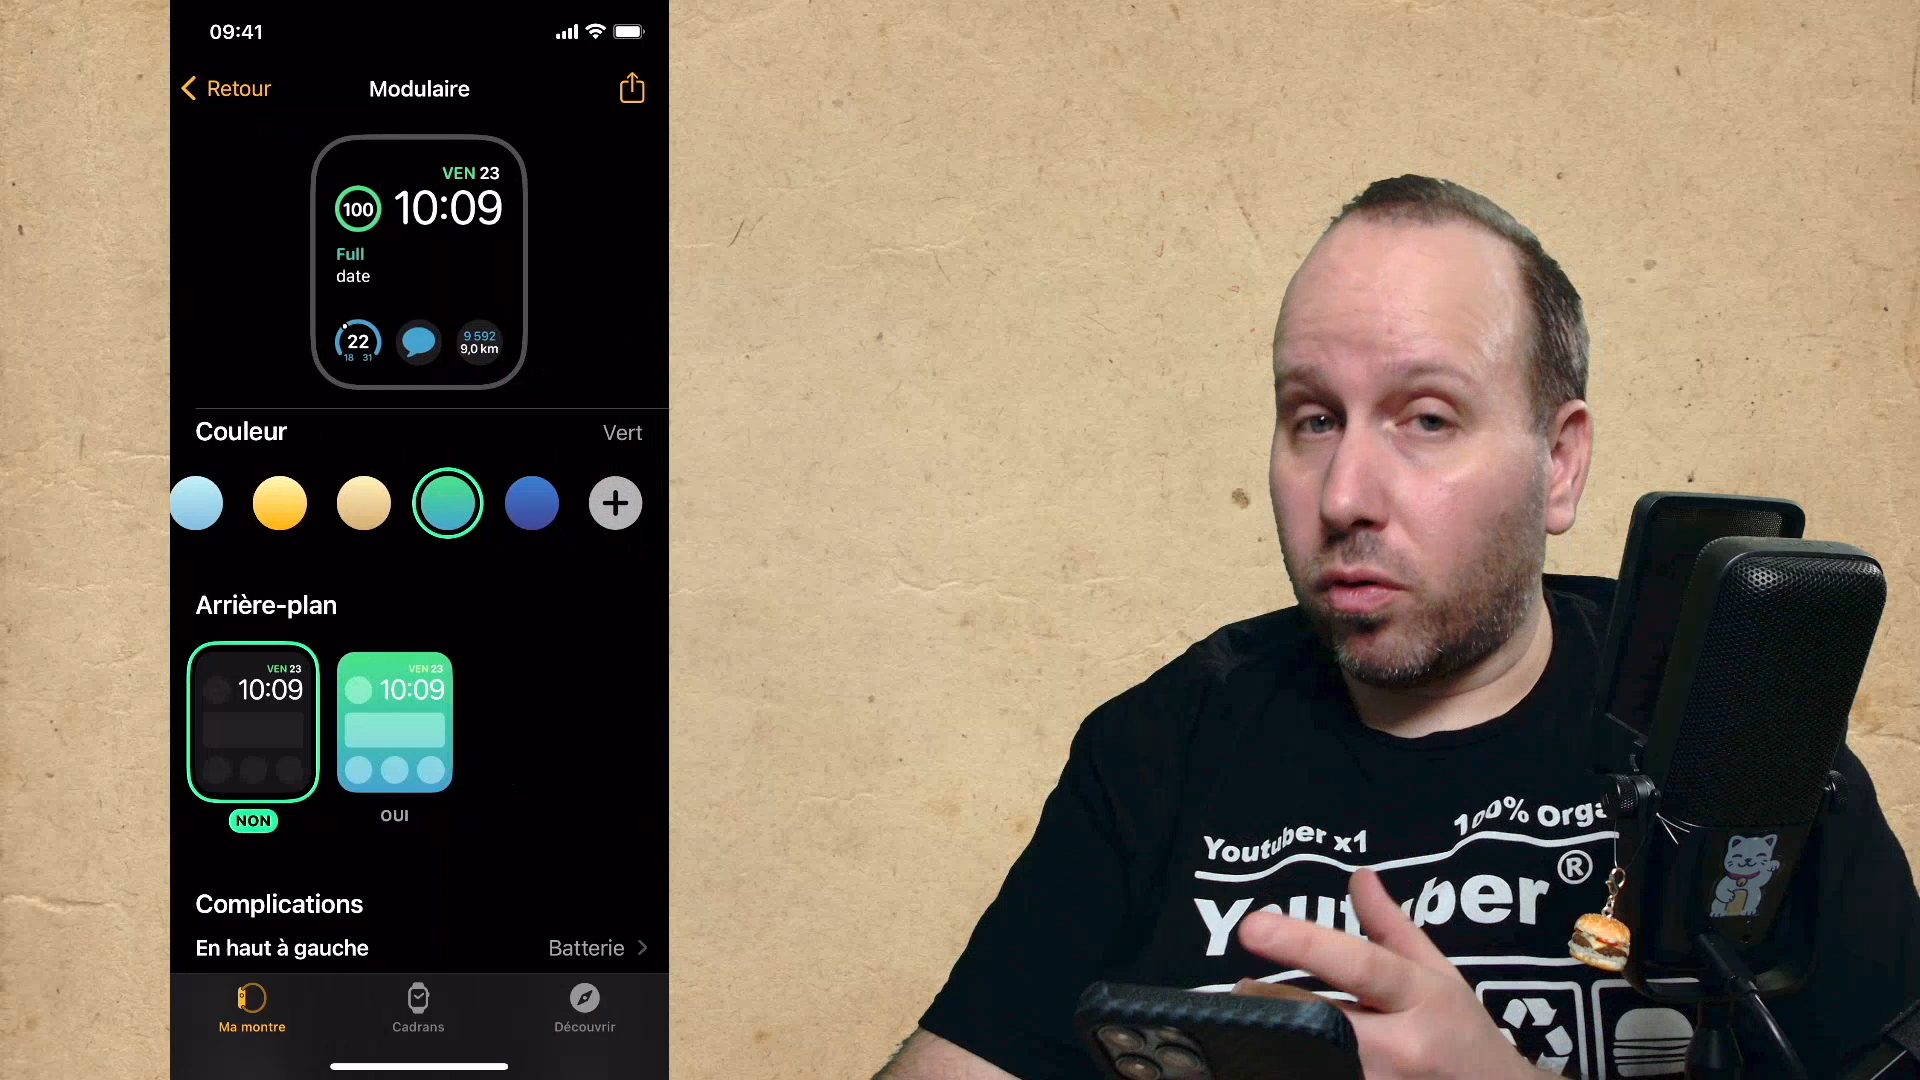 09:41
Retour
Modulaire
VEN 23
100
10:09
Full
date
22
18 31
9 592
9,0 km
Couleur
Vert
Arrière-plan
VEN 23
10:09
NON
VEN 23
10:09
OUI
Complications
En haut à gauche
Batterie
Ma montre
Cadrans
Découvrir
Youtuber x1
100% Orga
Youtuber®